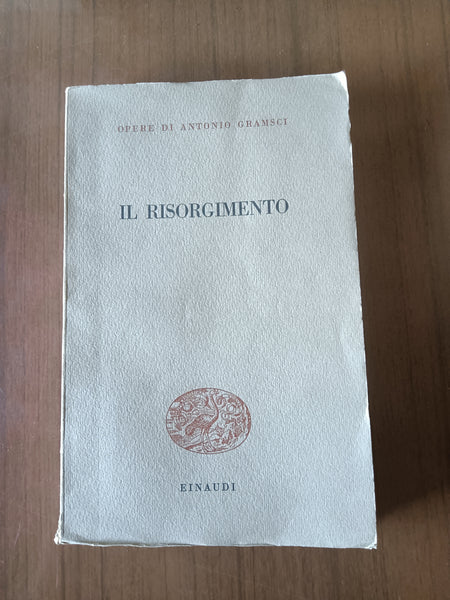 OPERE DI ANTONIO GRAMSCI
IL RISORGIMENTO
EINAUDI